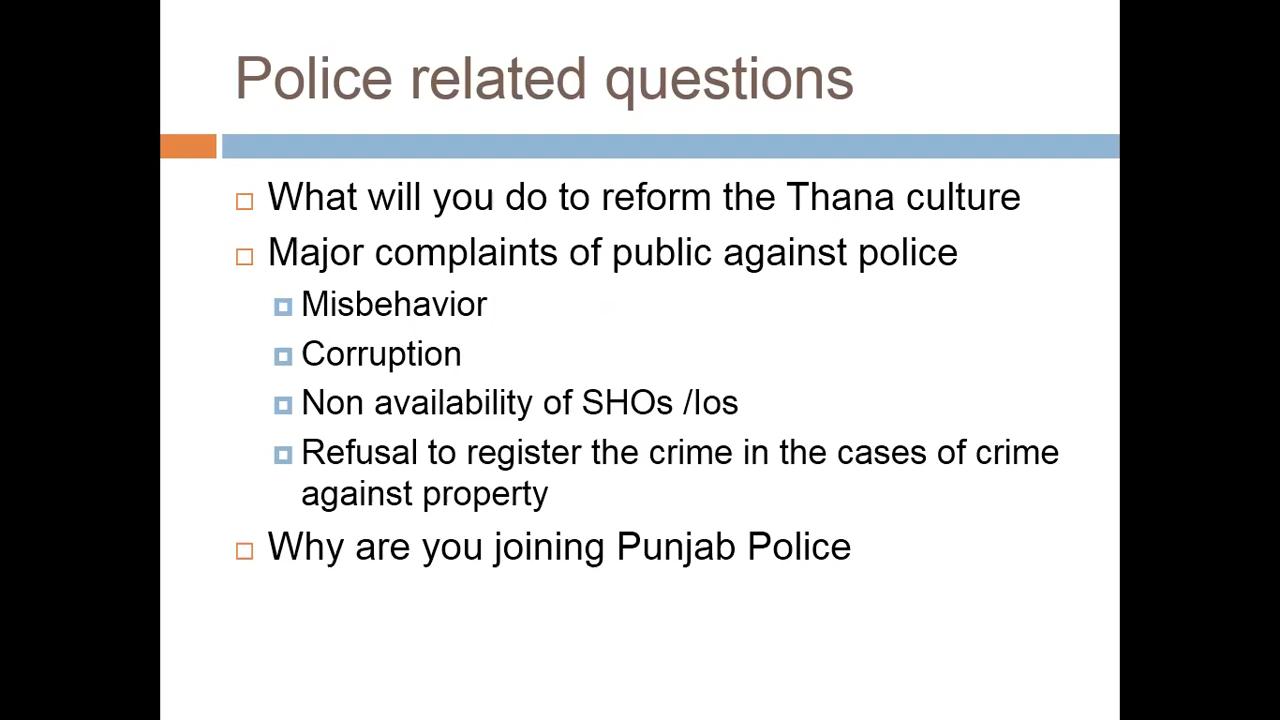 Police related questions
What will you do to reform the Thana culture
Major complaints of public against police
Misbehavior
Corruption
Non availability of SHOs /Ios
Refusal to register the crime in the cases of crime
against property
Why are you joining Punjab Police